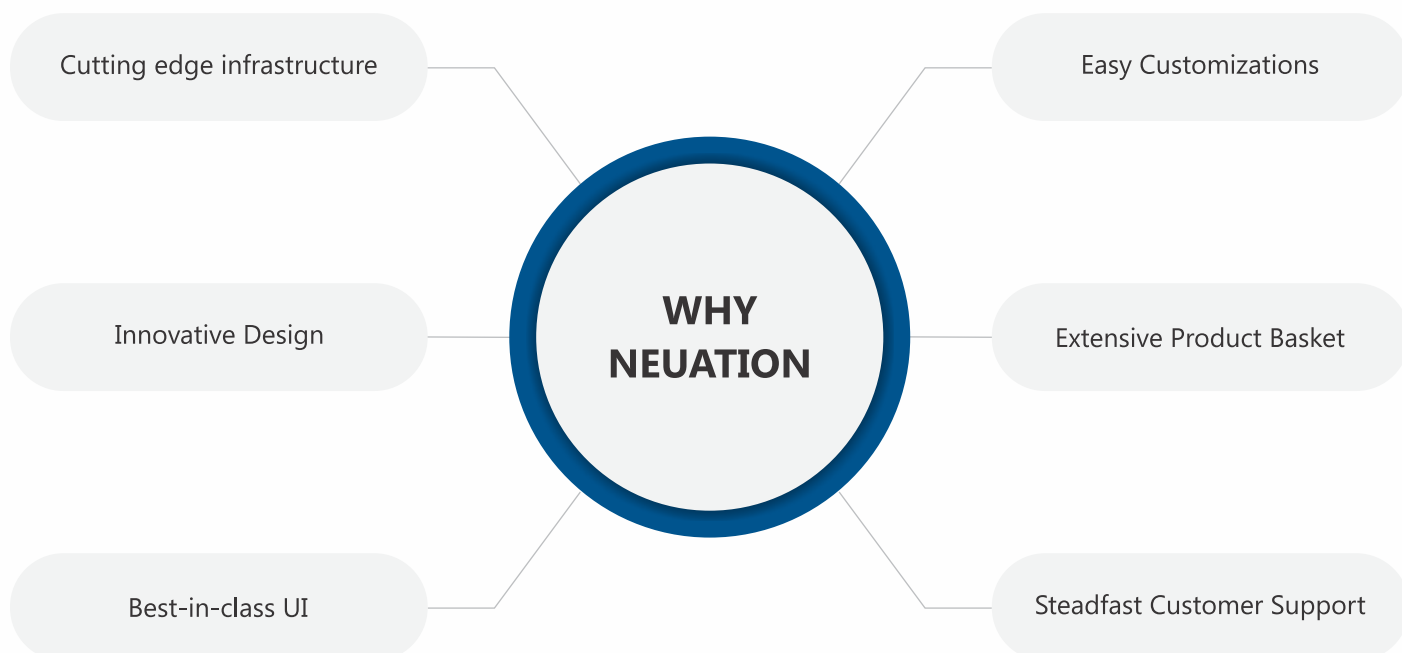 Cutting edge infrastructure
Easy Customizations
WHY
NEUATION
Innovative Design
Extensive Product Basket
Best-in-class UI
Steadfast Customer Support